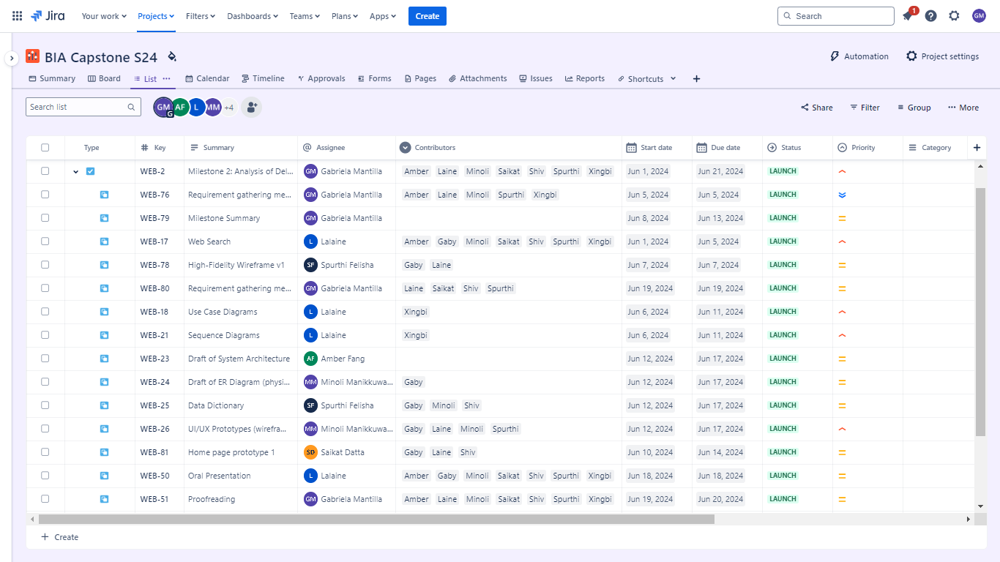 Jira Your work Projects Filters Dashboards Teams Plans Apps Create Search 1 GM
BIA Capstone S24 Automation Project settings
Summary Board List Calendar Timeline Approvals Forms Pages Attachments Issues Reports Shortcuts
Search list GM G AF L MM +4 Share Filter Group More
Type Key Summary Assignee Contributors Start date Due date Status Priority Category
WEB-2 Milestone 2: Analysis of Del... GM Gabriela Mantilla Amber Laine Minoli Saikat Shiv Spurthi Xingbi Jun 1, 2024 Jun 21, 2024 LAUNCH
WEB-76 Requirement gathering me... GM Gabriela Mantilla Amber Laine Minoli Spurthi Xingbi Jun 5, 2024 Jun 5, 2024 LAUNCH
WEB-79 Milestone Summary GM Gabriela Mantilla Jun 8, 2024 Jun 13, 2024 LAUNCH
WEB-17 Web Search L Lalaine Amber Gaby Minoli Saikat Shiv Spurthi Xingbi Jun 1, 2024 Jun 5, 2024 LAUNCH
WEB-78 High-Fidelity Wireframe v1 SF Spurthi Felisha Gaby Laine Jun 7, 2024 Jun 7, 2024 LAUNCH
WEB-80 Requirement gathering me... GM Gabriela Mantilla Laine Saikat Shiv Spurthi Jun 19, 2024 Jun 19, 2024 LAUNCH
WEB-18 Use Case Diagrams L Lalaine Xingbi Jun 6, 2024 Jun 11, 2024 LAUNCH
WEB-21 Sequence Diagrams L Lalaine Xingbi Jun 6, 2024 Jun 11, 2024 LAUNCH
WEB-23 Draft of System Architecture AF Amber Fang Jun 12, 2024 Jun 17, 2024 LAUNCH
WEB-24 Draft of ER Diagram (physi... MM Minoli Manikkuwa... Gaby Jun 12, 2024 Jun 17, 2024 LAUNCH
WEB-25 Data Dictionary SF Spurthi Felisha Gaby Minoli Shiv Jun 12, 2024 Jun 17, 2024 LAUNCH
WEB-26 UI/UX Prototypes (wirefra... MM Minoli Manikkuwa... Gaby Laine Minoli Spurthi Jun 12, 2024 Jun 17, 2024 LAUNCH
WEB-81 Home page prototype 1 SD Saikat Datta Gaby Laine Shiv Jun 10, 2024 Jun 14, 2024 LAUNCH
WEB-50 Oral Presentation L Lalaine Amber Gaby Minoli Saikat Shiv Spurthi Xingbi Jun 18, 2024 Jun 18, 2024 LAUNCH
WEB-51 Proofreading GM Gabriela Mantilla Amber Laine Minoli Saikat Shiv Spurthi Xingbi Jun 19, 2024 Jun 20, 2024 LAUNCH
Create